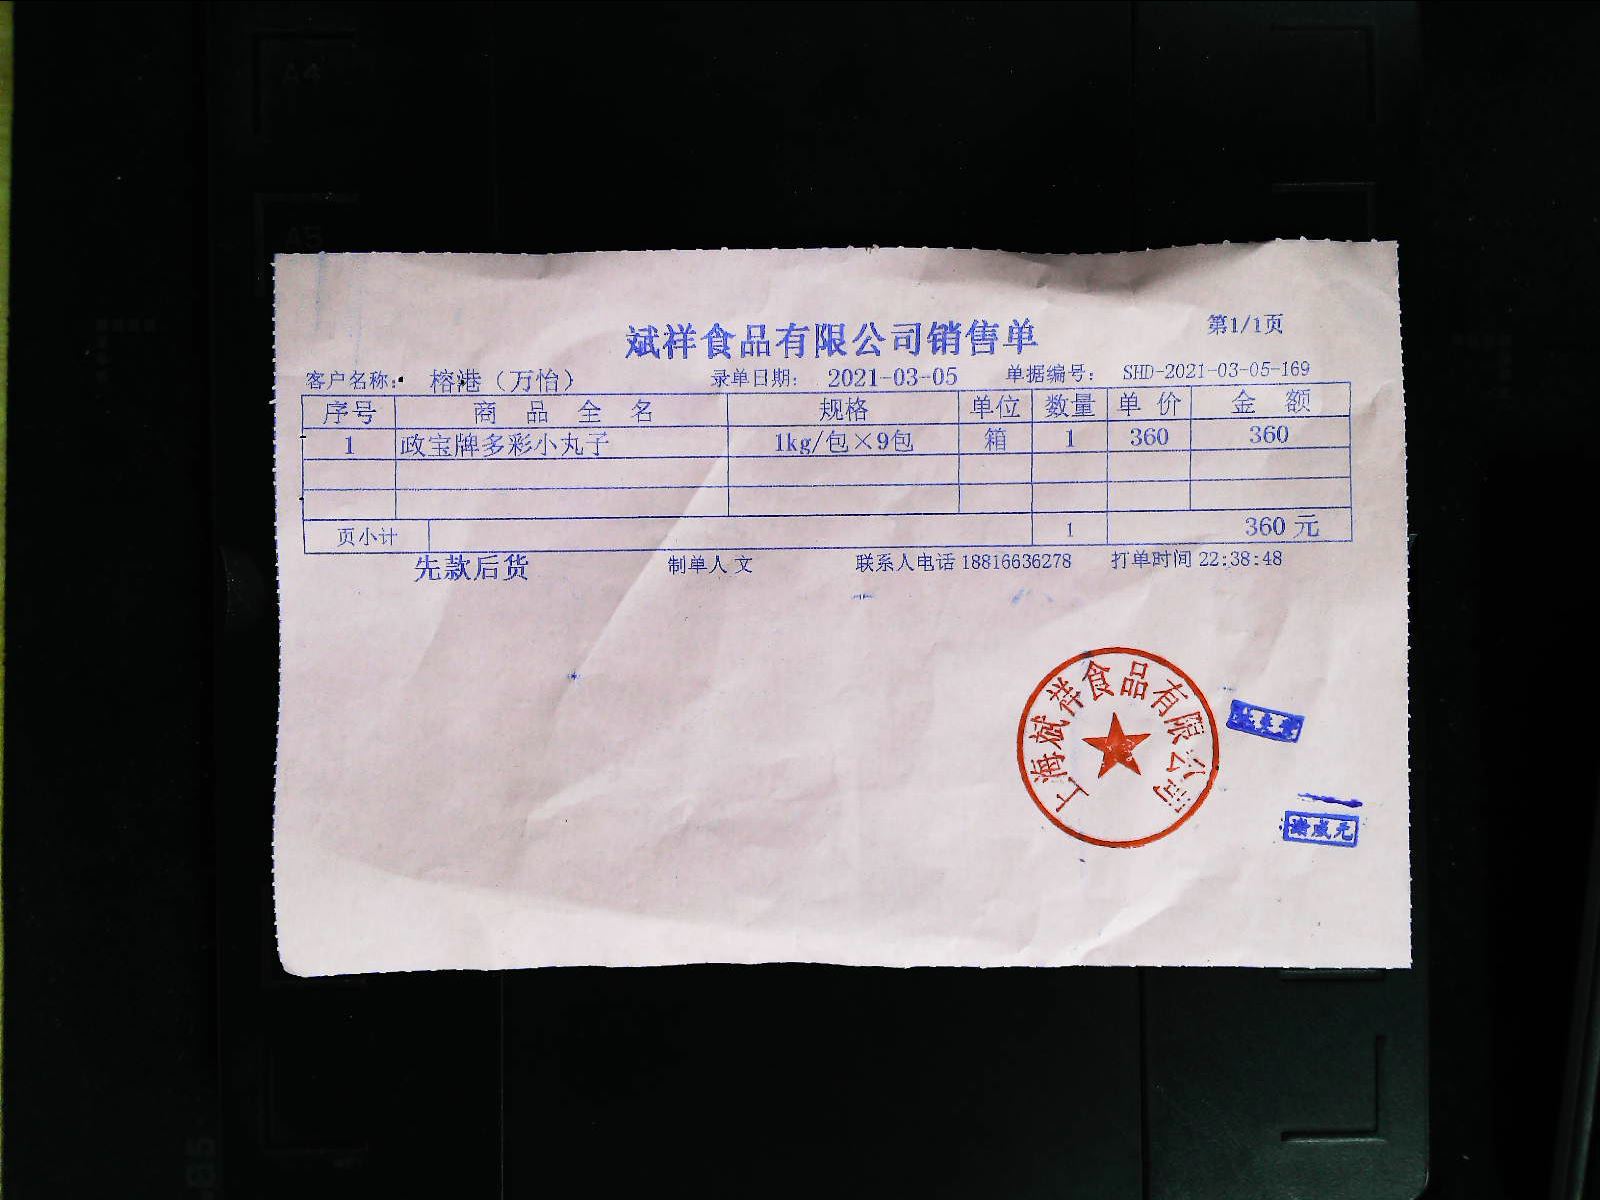 A4
A5
第1/1页
斌祥食品有限公司销售单
客户名称: 榕港（万怡） 录单日期: 2021-03-05 单据编号: SHD-2021-03-05-169
序号 商品全名 规格 单位 数量 单价 金额
1 政宝牌多彩小丸子 1kg/包×9包 箱 1 360 360
页小计 1 360元
先款后货 制单人 文 联系人电话 18816636278 打单时间 22:38:48
上海斌祥食品有限公司
B5